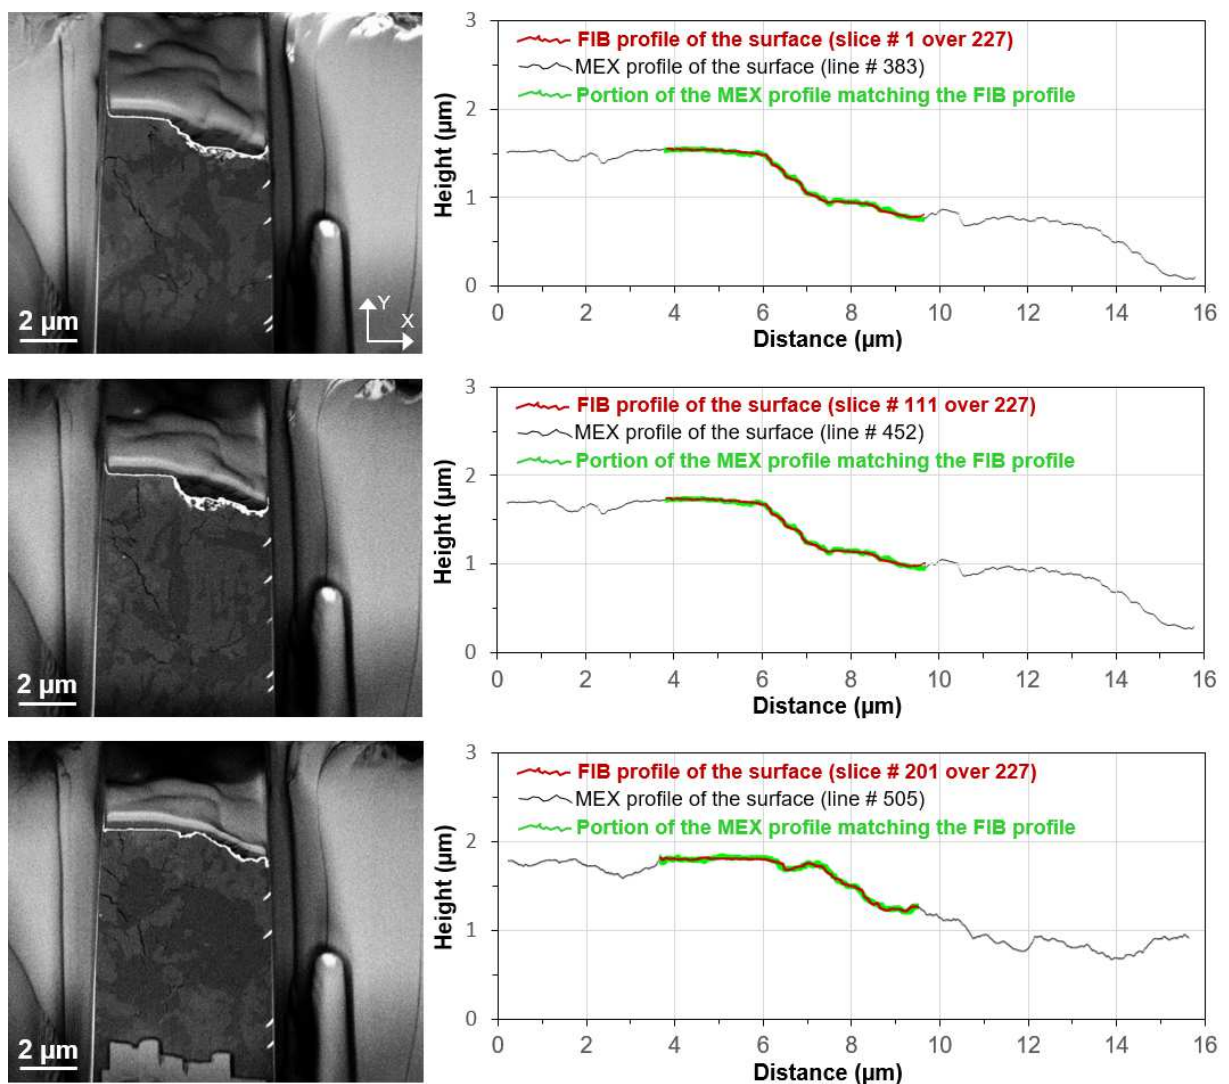 2 µm
Y
X
3
2
1
0
Height (µm)
FIB profile of the surface (slice # 1 over 227)
MEX profile of the surface (line # 383)
Portion of the MEX profile matching the FIB profile
0 2 4 6 8 10 12 14 16
Distance (µm)
2 µm
3
2
1
0
Height (µm)
FIB profile of the surface (slice # 111 over 227)
MEX profile of the surface (line # 452)
Portion of the MEX profile matching the FIB profile
0 2 4 6 8 10 12 14 16
Distance (µm)
2 µm
3
2
1
0
Height (µm)
FIB profile of the surface (slice # 201 over 227)
MEX profile of the surface (line # 505)
Portion of the MEX profile matching the FIB profile
0 2 4 6 8 10 12 14 16
Distance (µm)